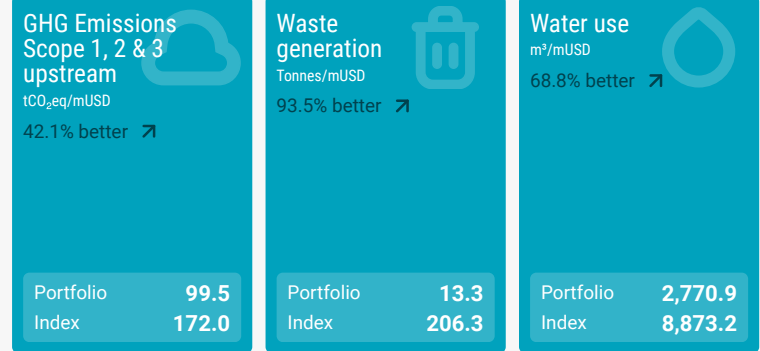 GHG Emissions
Scope 1, 2 & 3
upstream
tCO₂eq/mUSD
42.1% better
Portfolio 99.5
Index 172.0
Waste
generation
Tonnes/mUSD
93.5% better
Portfolio 13.3
Index 206.3
Water use
m³/mUSD
68.8% better
Portfolio 2,770.9
Index 8,873.2